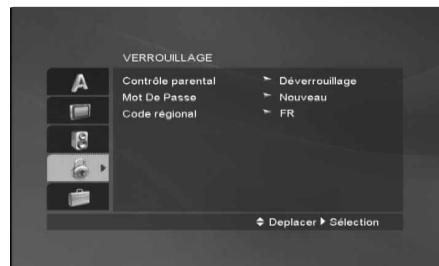 VERROUILLAGE
A
Contrôle parental Déverrouillage
Mot De Passe Nouveau
Code régional FR
Deplacer Sélection